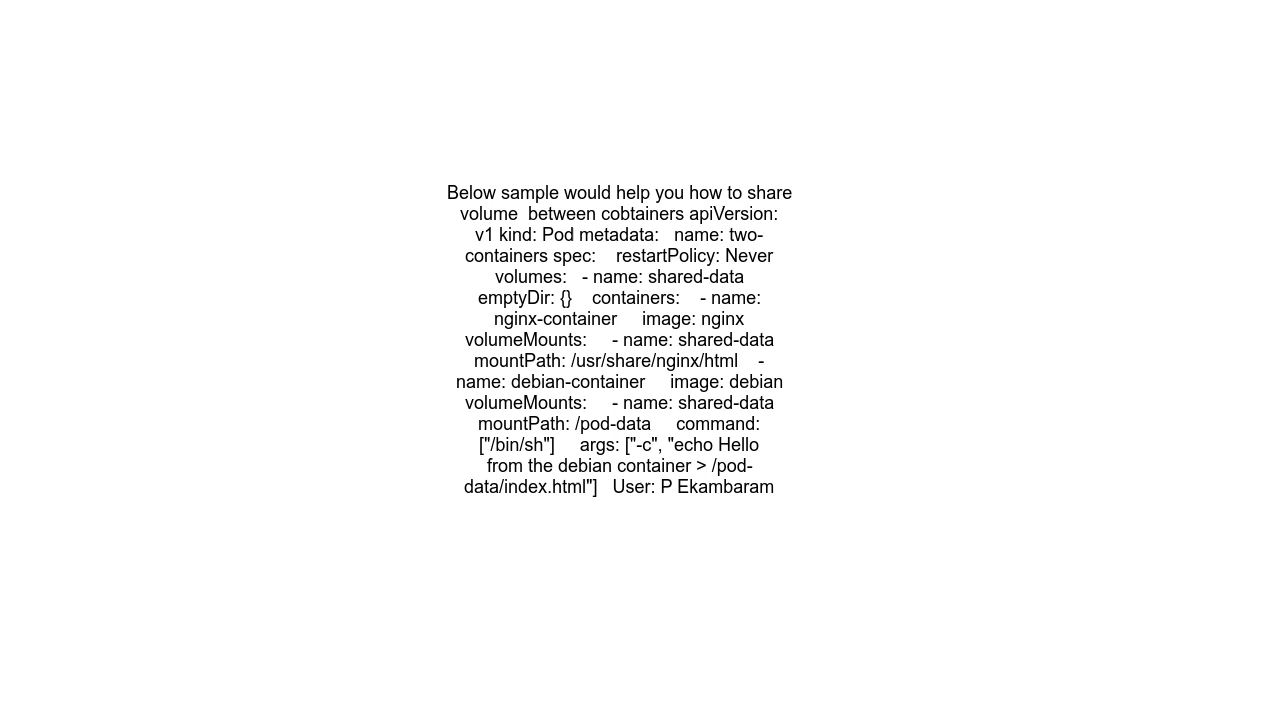 Below sample would help you how to share
volume  between cobtainers apiVersion:
v1 kind: Pod metadata:   name: two-
containers spec:    restartPolicy: Never
volumes:   - name: shared-data
emptyDir: {}    containers:    - name:
nginx-container     image: nginx
volumeMounts:     - name: shared-data
mountPath: /usr/share/nginx/html    -
name: debian-container     image: debian
volumeMounts:     - name: shared-data
mountPath: /pod-data     command:
["/bin/sh"]     args: ["-c", "echo Hello
from the debian container > /pod-
data/index.html"]   User: P Ekambaram